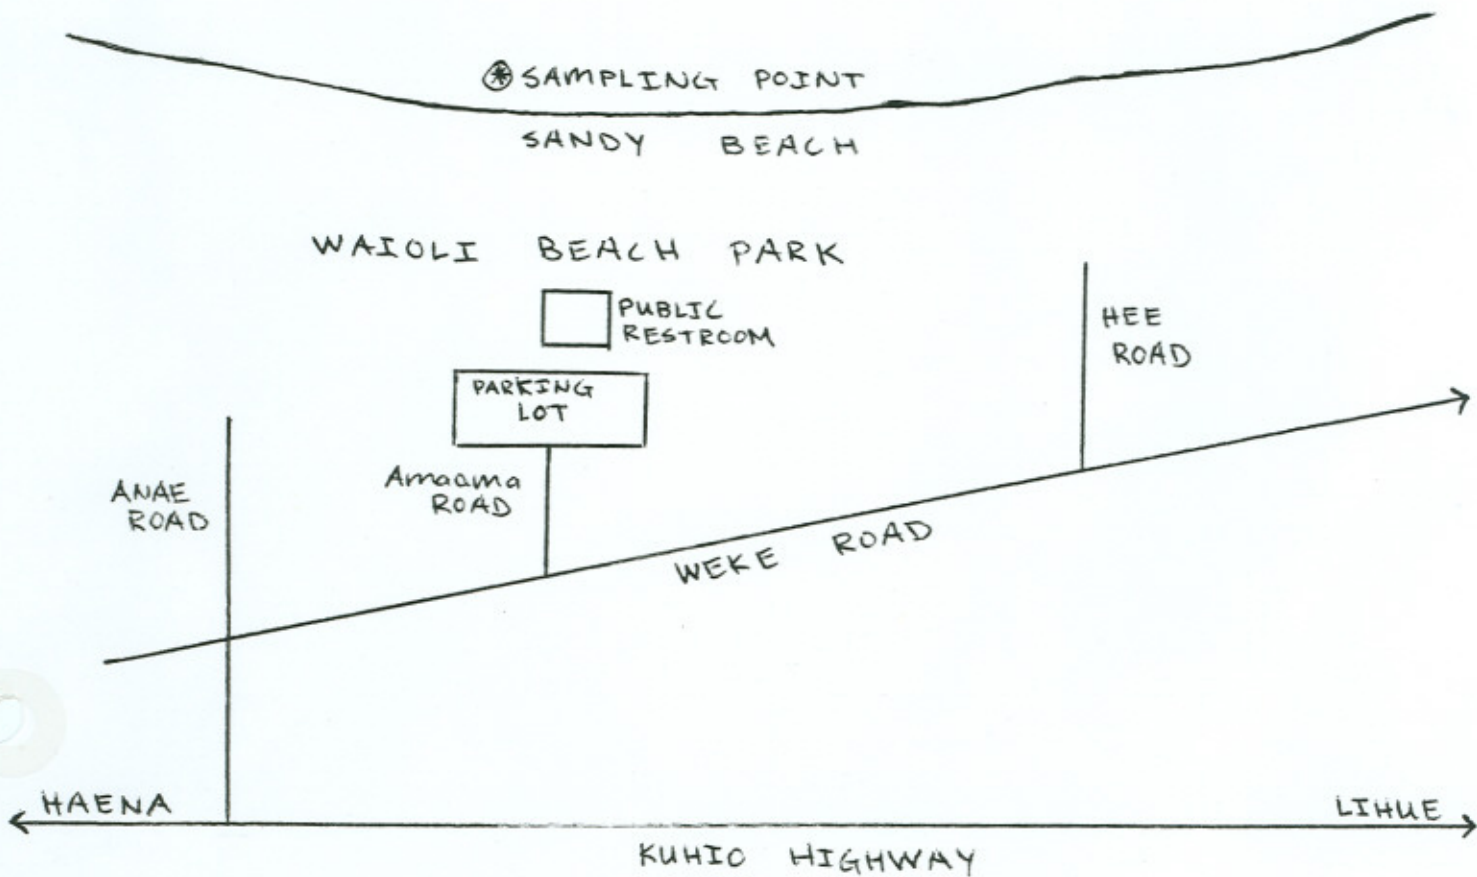 SAMPLING POINT
SANDY BEACH
WAIOLI BEACH PARK
PUBLIC
RESTROOM
HEE
ROAD
PARKING
LOT
Amaama
ROAD
ANAE
ROAD
WEKE ROAD
HAENA
LIHUE
KUHIO HIGHWAY